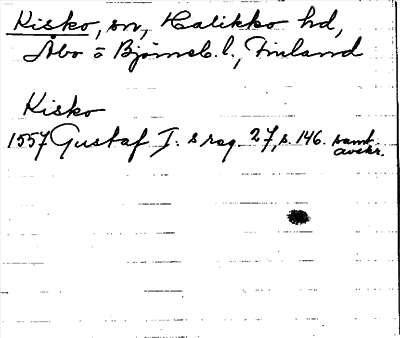 Kisko, sn, Halikko hd,
Åbo o Björneb. l., Finland
Kisko
1557 Gustaf I. s reg. 27, s. 146. samt.
avskr.